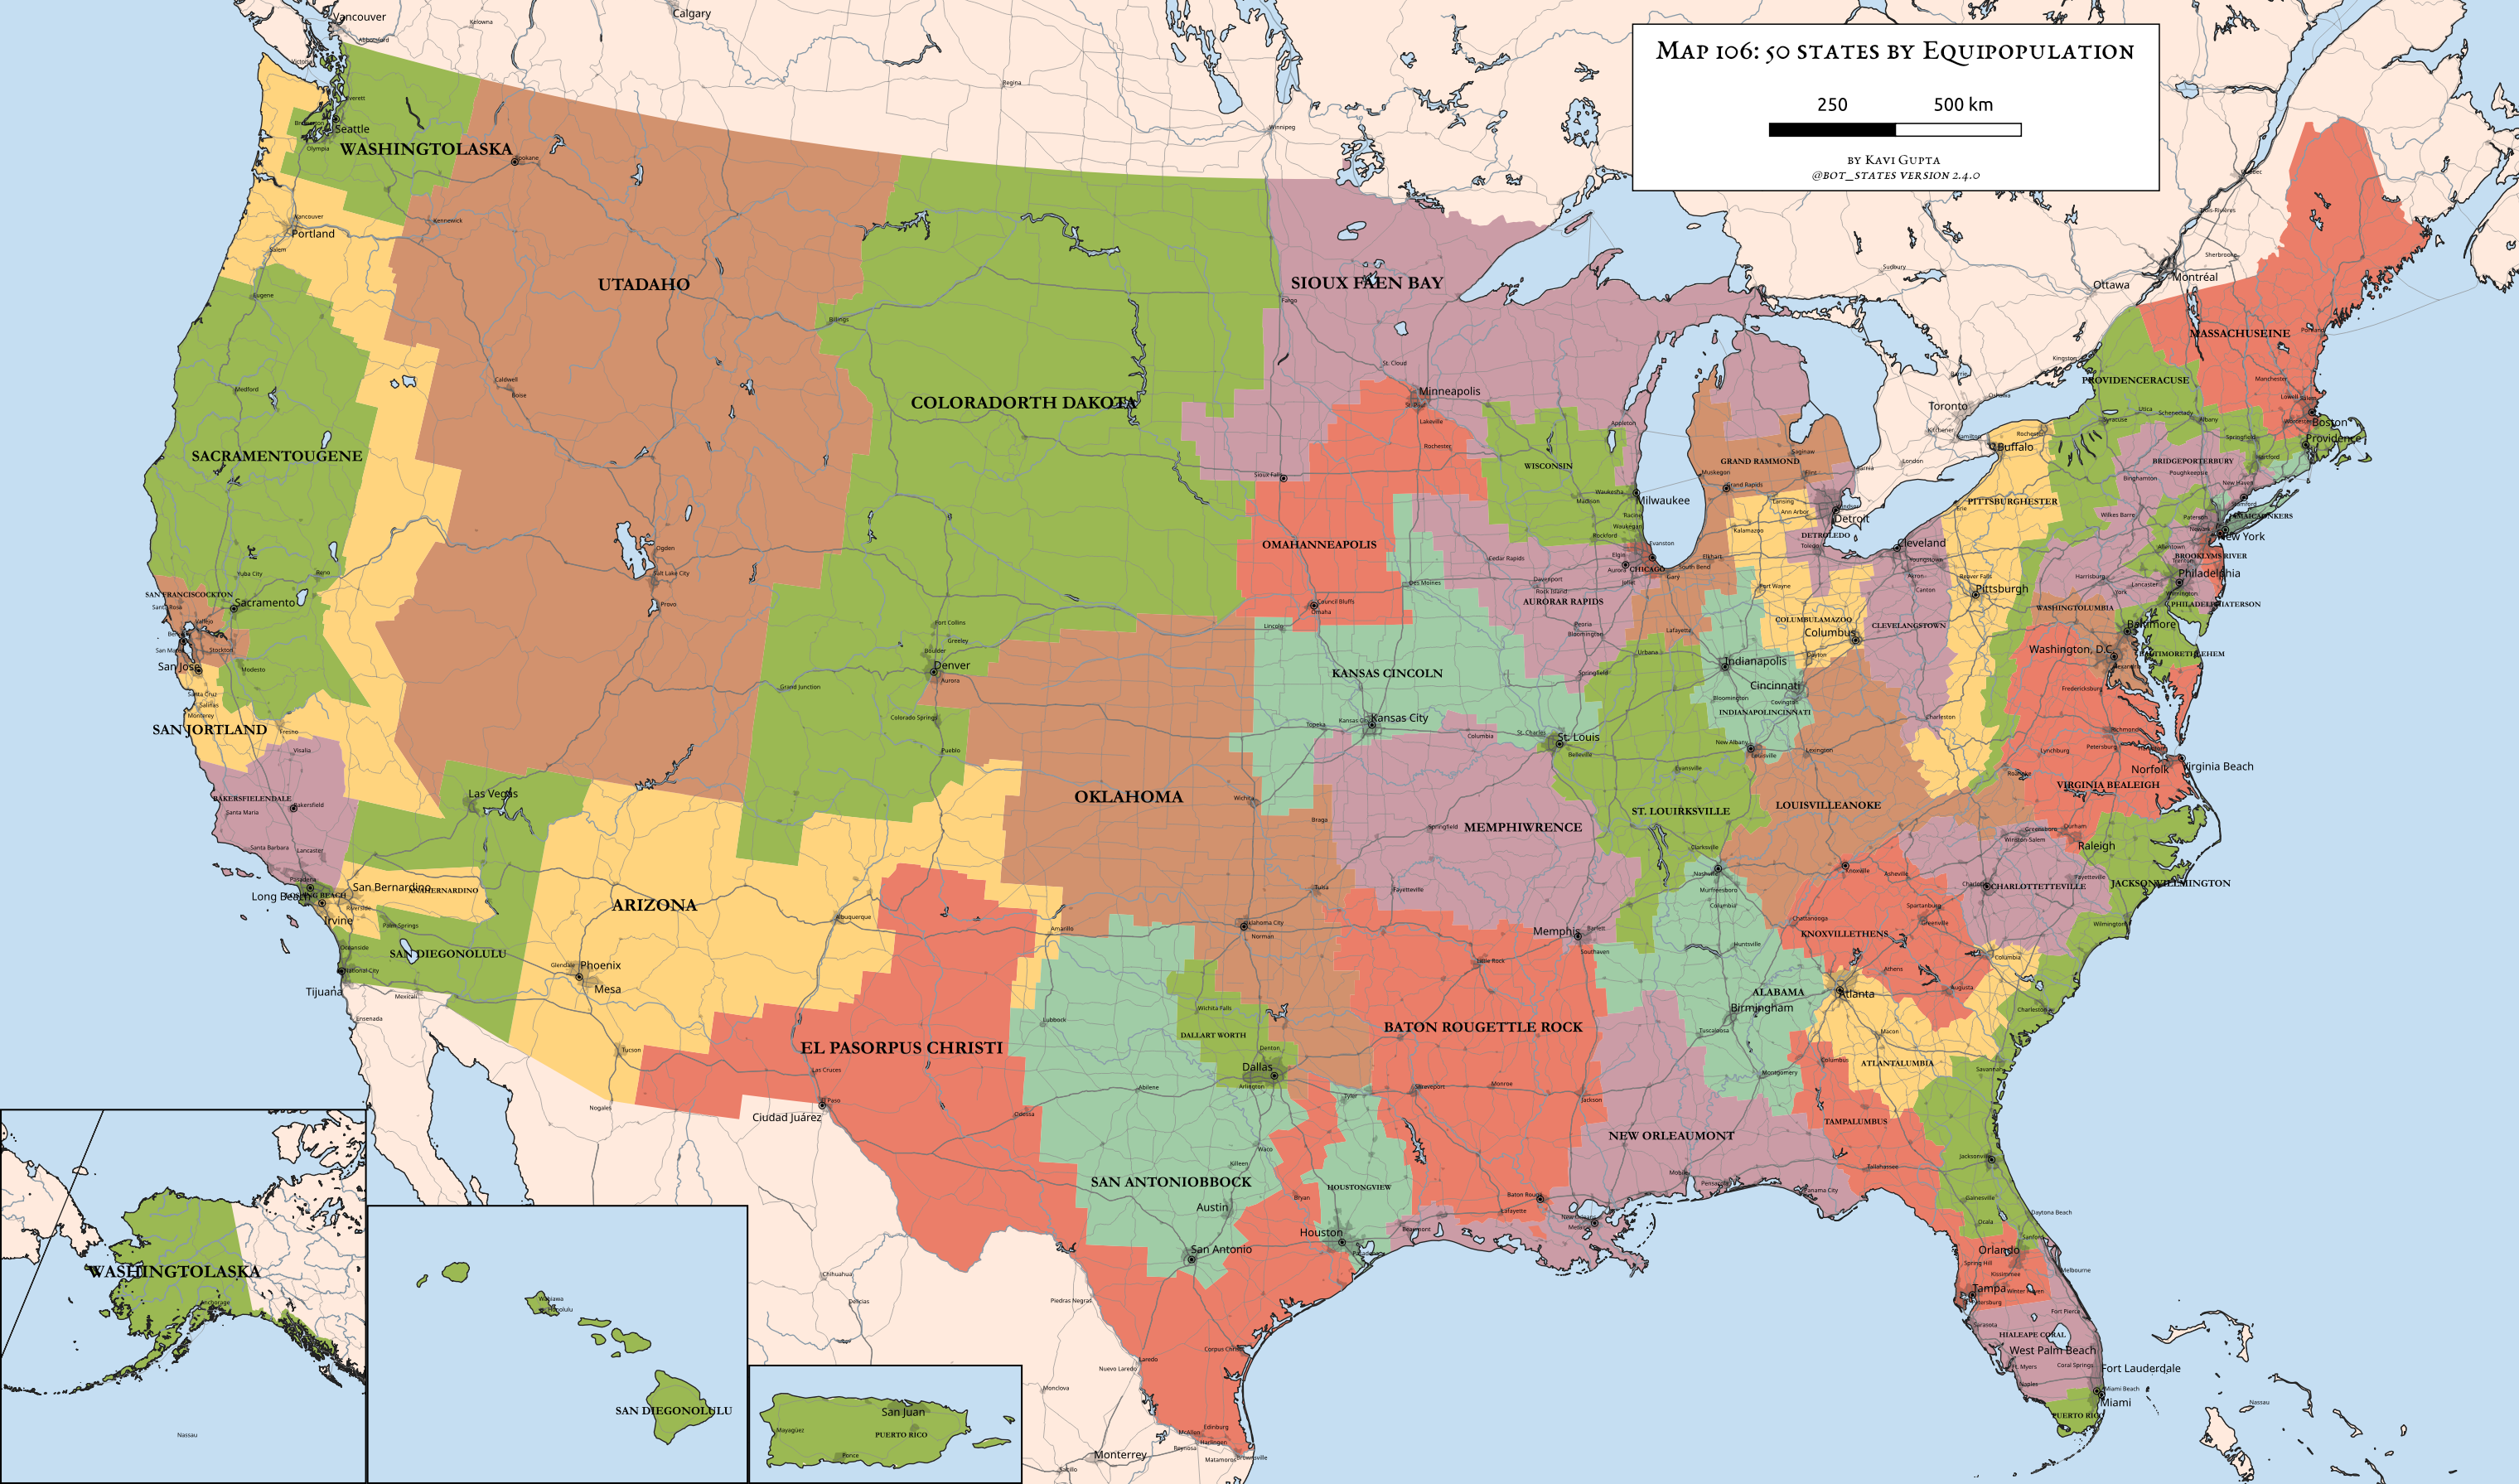 Map 106: 50 states by Equipopulation
250 500 km
by Kavi Gupta
@bot_states version 2.4.0
Vancouver
Abbotsford
Kelowna
Calgary
Regina
Winnipeg
Victoria
Everett
Bremerton
Seattle
Olympia
WASHINGTOLASKA
Spokane
Vancouver
Portland
Salem
Kennewick
UTADAHO
Eugene
Billings
Medford
Caldwell
Boise
COLORADORTH DAKOTA
SACRAMENTOUGENE
Ogden
Salt Lake City
Provo
Yuba City
Reno
SAN FRANCISCOCKTON
Santa Rosa
Sacramento
Vallejo
Stockton
San Jose
Modesto
Santa Cruz
Salinas
Monterey
SAN JORTLAND
Fresno
Visalia
BAKERSFIELENDALE
Bakersfield
Santa Maria
Santa Barbara
Lancaster
Pasadena
Long Beach
San Bernardino
Riverside
Irvine
Palm Springs
Oceanside
SAN DIEGONOLULU
National City
Tijuana
Mexicali
Ensenada
Las Vegas
ARIZONA
Glendale
Phoenix
Mesa
Tucson
Nogales
Albuquerque
Grand Junction
Fort Collins
Greeley
Boulder
Denver
Aurora
Colorado Springs
Pueblo
OKLAHOMA
Wichita
Tulsa
Oklahoma City
Norman
Amarillo
Lubbock
EL PASORPUS CHRISTI
Las Cruces
El Paso
Ciudad Juárez
Odessa
Abilene
Wichita Falls
DALLART WORTH
Denton
Dallas
Arlington
Tyler
Waco
Killeen
SAN ANTONIOBBOCK
Austin
San Antonio
Bryan
HOUSTONGVIEW
Houston
Pasadena
Beaumont
Corpus Christi
Laredo
Nuevo Laredo
Piedras Negras
Chihuahua
Delicias
Monclova
Edinburg
McAllen
Harlingen
Reynosa
Matamoros
Brownsville
Monterrey
Saltillo
SIOUX FAEN BAY
Fargo
St. Cloud
Minneapolis
St. Paul
Lakeville
Rochester
Sioux Falls
OMAHANNEAPOLIS
Council Bluffs
Omaha
Lincoln
Des Moines
KANSAS CINCOLN
Topeka
Kansas City
Kansas City
Columbia
St. Charles
St. Louis
Belleville
MEMPHIWRENCE
Springfield
Fayetteville
Memphis
Bartlett
Southaven
BATON ROUGETTLE ROCK
Little Rock
Shreveport
Monroe
Jackson
Baton Rouge
Lafayette
New Orleans
NEW ORLEAUMONT
Mobile
Pensacola
Panama City
Appleton
WISCONSIN
Madison
Waukesha
Milwaukee
Racine
Waukegan
Rockford
Evanston
Elgin
CHICAGO
Aurora
Joliet
Gary
South Bend
Elkhart
Cedar Rapids
Davenport
Rock Island
AURORAR RAPIDS
Peoria
Bloomington
Springfield
Urbana
Lafayette
Indianapolis
Bloomington
INDIANAPOLINCINNATI
Cincinnati
Covington
Dayton
New Albany
Louisville
Lexington
Evansville
ST. LOUIRKSVILLE
Clarksville
Nashville
Murfreesboro
Columbia
Huntsville
ALABAMA
Birmingham
Tuscaloosa
Montgomery
Columbus
LOUISVILLEANOKE
Knoxville
Asheville
Chattanooga
KNOXVILLETHENS
Spartanburg
Greenville
Athens
Atlanta
Augusta
Macon
ATLANTALUMBIA
Savannah
TAMPALUMBUS
Tallahassee
Jacksonville
Gainesville
Ocala
Daytona Beach
Sanford
Orlando
Spring Hill
Kissimmee
Melbourne
Tampa
Winter Haven
Fort Pierce
Sarasota
HIALEAPE CORAL
West Palm Beach
Coral Springs
Naples
Fort Lauderdale
Miami Beach
Miami
PUERTO RICO
Nassau
GRAND RAMMOND
Saginaw
Flint
Muskegon
Grand Rapids
Lansing
Ann Arbor
Kalamazoo
Detroit
Windsor
DETROLEDO
Toledo
Fort Wayne
COLUMBULAMAZOO
Columbus
Cleveland
Youngstown
Akron
Canton
CLEVELANGSTOWN
Charleston
Sarnia
London
Kitchener
Hamilton
Toronto
Oshawa
Barrie
Sudbury
Kingston
Ottawa
Montréal
Sherbrooke
Trois-Rivières
Quebec
Buffalo
Rochester
Erie
PITTSBURGHESTER
Beaver Falls
Pittsburgh
PROVIDENCERACUSE
Syracuse
Utica
Schenectady
Albany
Binghamton
MASSACHUSEINE
Portland
Manchester
Lowell
Boston
Worcester
Springfield
Hartford
Providence
BRIDGEPORTERBURY
Poughkeepsie
New Haven
Stamford
JAMAICAONKERS
New York
Newark
Paterson
BROOKLYMS RIVER
Wilkes Barre
Allentown
Trenton
Philadelphia
PHILADELPHIATERSON
Harrisburg
Lancaster
York
Wilmington
WASHINGTOLUMBIA
Baltimore
BALTIMORETHLEHEM
Washington, D.C.
Alexandria
Fredericksburg
Richmond
Petersburg
Lynchburg
Roanoke
Norfolk
Virginia Beach
VIRGINIA BEALEIGH
Durham
Greensboro
Winston-Salem
Raleigh
Fayetteville
Charlotte
CHARLOTTETTEVILLE
JACKSONVILLMINGTON
Wilmington
Columbia
Charleston
WASHINGTOLASKA
Anchorage
Nassau
Wahiawa
Honolulu
SAN DIEGONOLULU
San Juan
Mayagüez
Ponce
PUERTO RICO